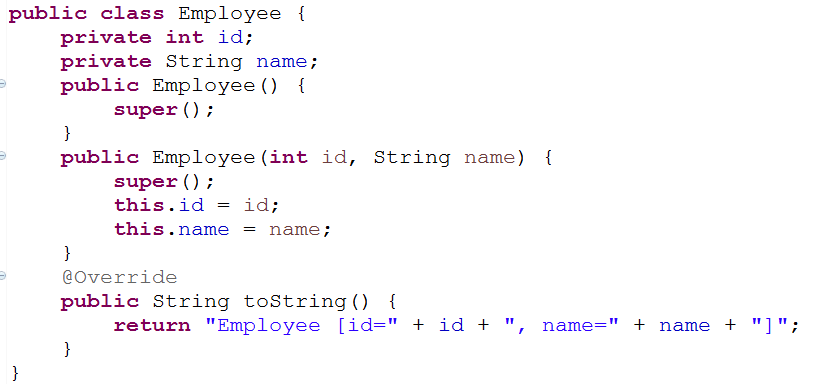 public class Employee {
    private int id;
    private String name;
    public Employee() {
        super();
    }
    public Employee(int id, String name) {
        super();
        this.id = id;
        this.name = name;
    }
    @Override
    public String toString() {
        return "Employee [id=" + id + ", name=" + name + "]";
    }
}